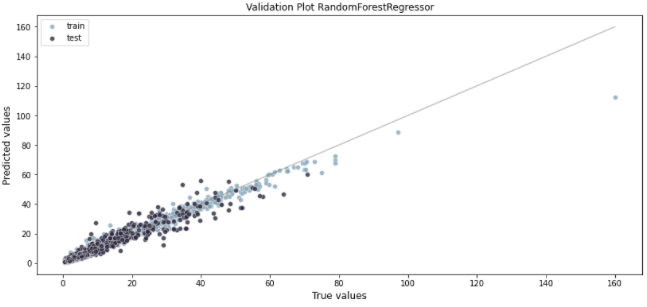 Validation Plot RandomForestRegressor
160
train
test
140
120
100
80
60
40
20
0
Predicted values
0 20 40 60 80 100 120 140 160
True values